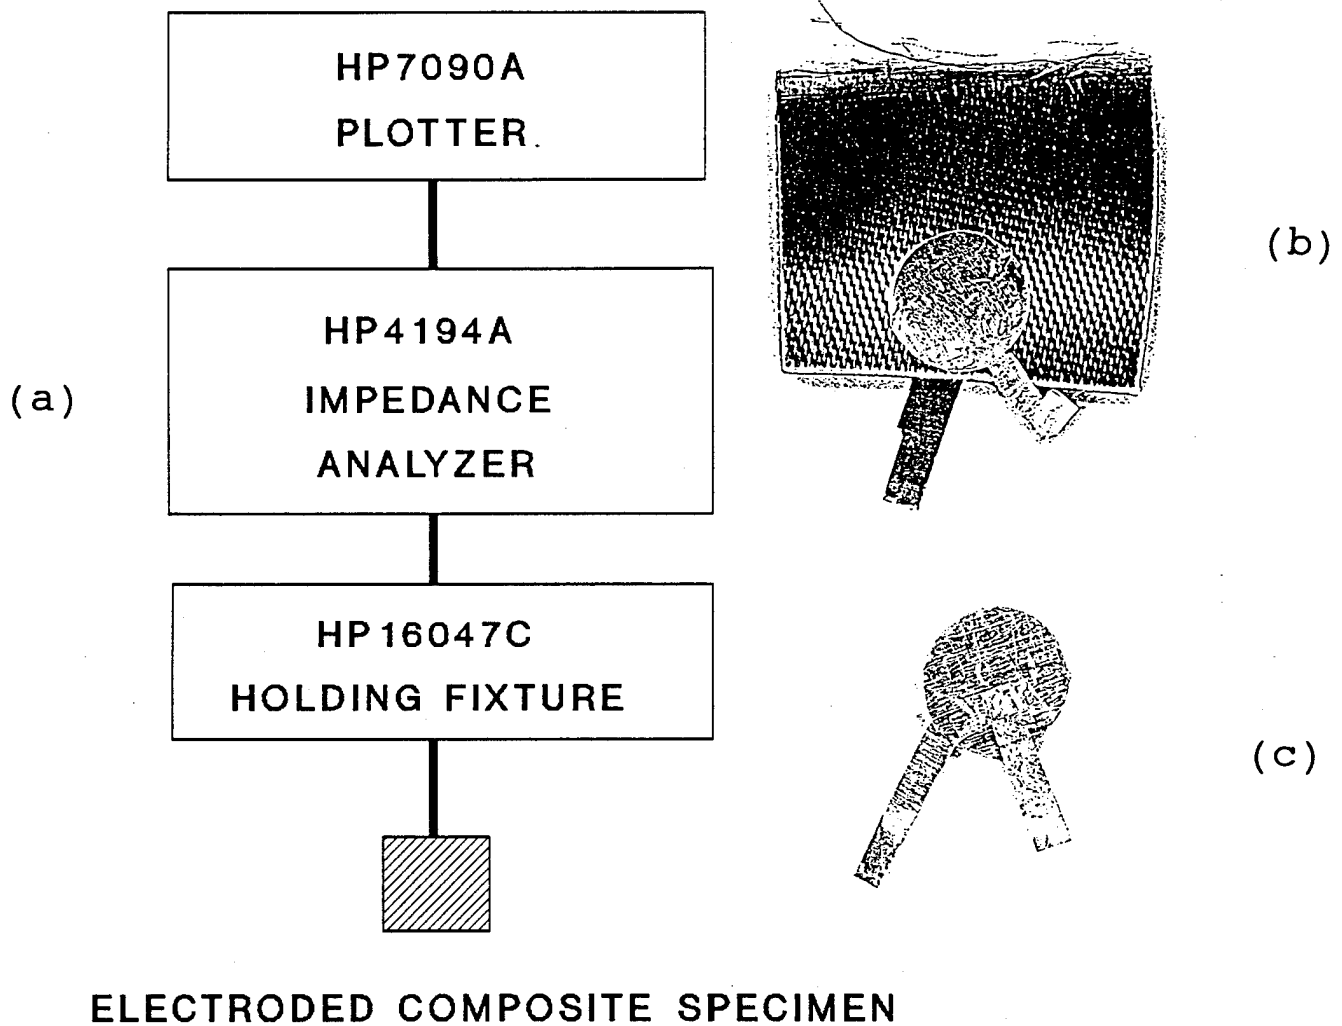 HP7090A
PLOTTER
(b)
HP4194A
(a)
IMPEDANCE
ANALYZER
HP16047C
HOLDING FIXTURE
(c)
ELECTRODED COMPOSITE SPECIMEN